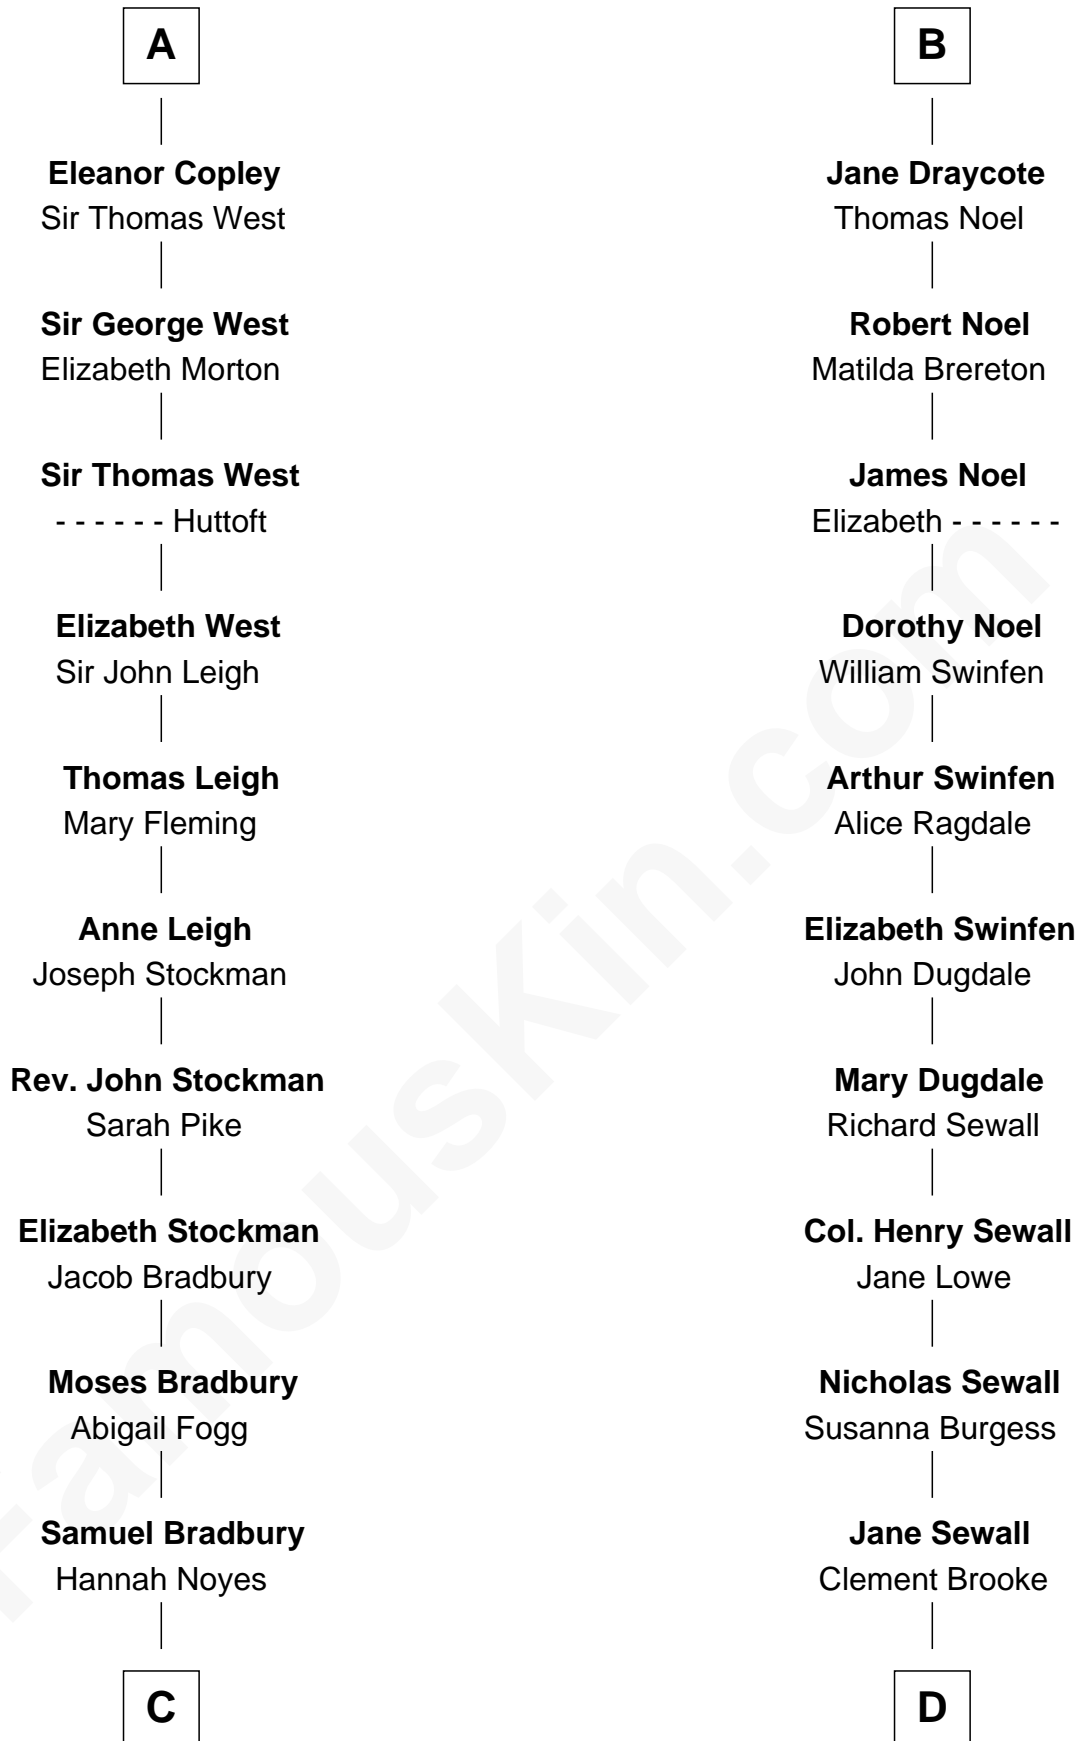 A
Eleanor Copley
Sir Thomas West
Sir George West
Elizabeth Morton
Sir Thomas West
- - - - - - Huttoft
Elizabeth West
Sir John Leigh
Thomas Leigh
Mary Fleming
Anne Leigh
Joseph Stockman
Rev. John Stockman
Sarah Pike
Elizabeth Stockman
Jacob Bradbury
Moses Bradbury
Abigail Fogg
Samuel Bradbury
Hannah Noyes
C
B
Jane Draycote
Thomas Noel
Robert Noel
Matilda Brereton
James Noel
Elizabeth - - - - - -
Dorothy Noel
William Swinfen
Arthur Swinfen
Alice Ragdale
Elizabeth Swinfen
John Dugdale
Mary Dugdale
Richard Sewall
Col. Henry Sewall
Jane Lowe
Nicholas Sewall
Susanna Burgess
Jane Sewall
Clement Brooke
D
FamousKin.com